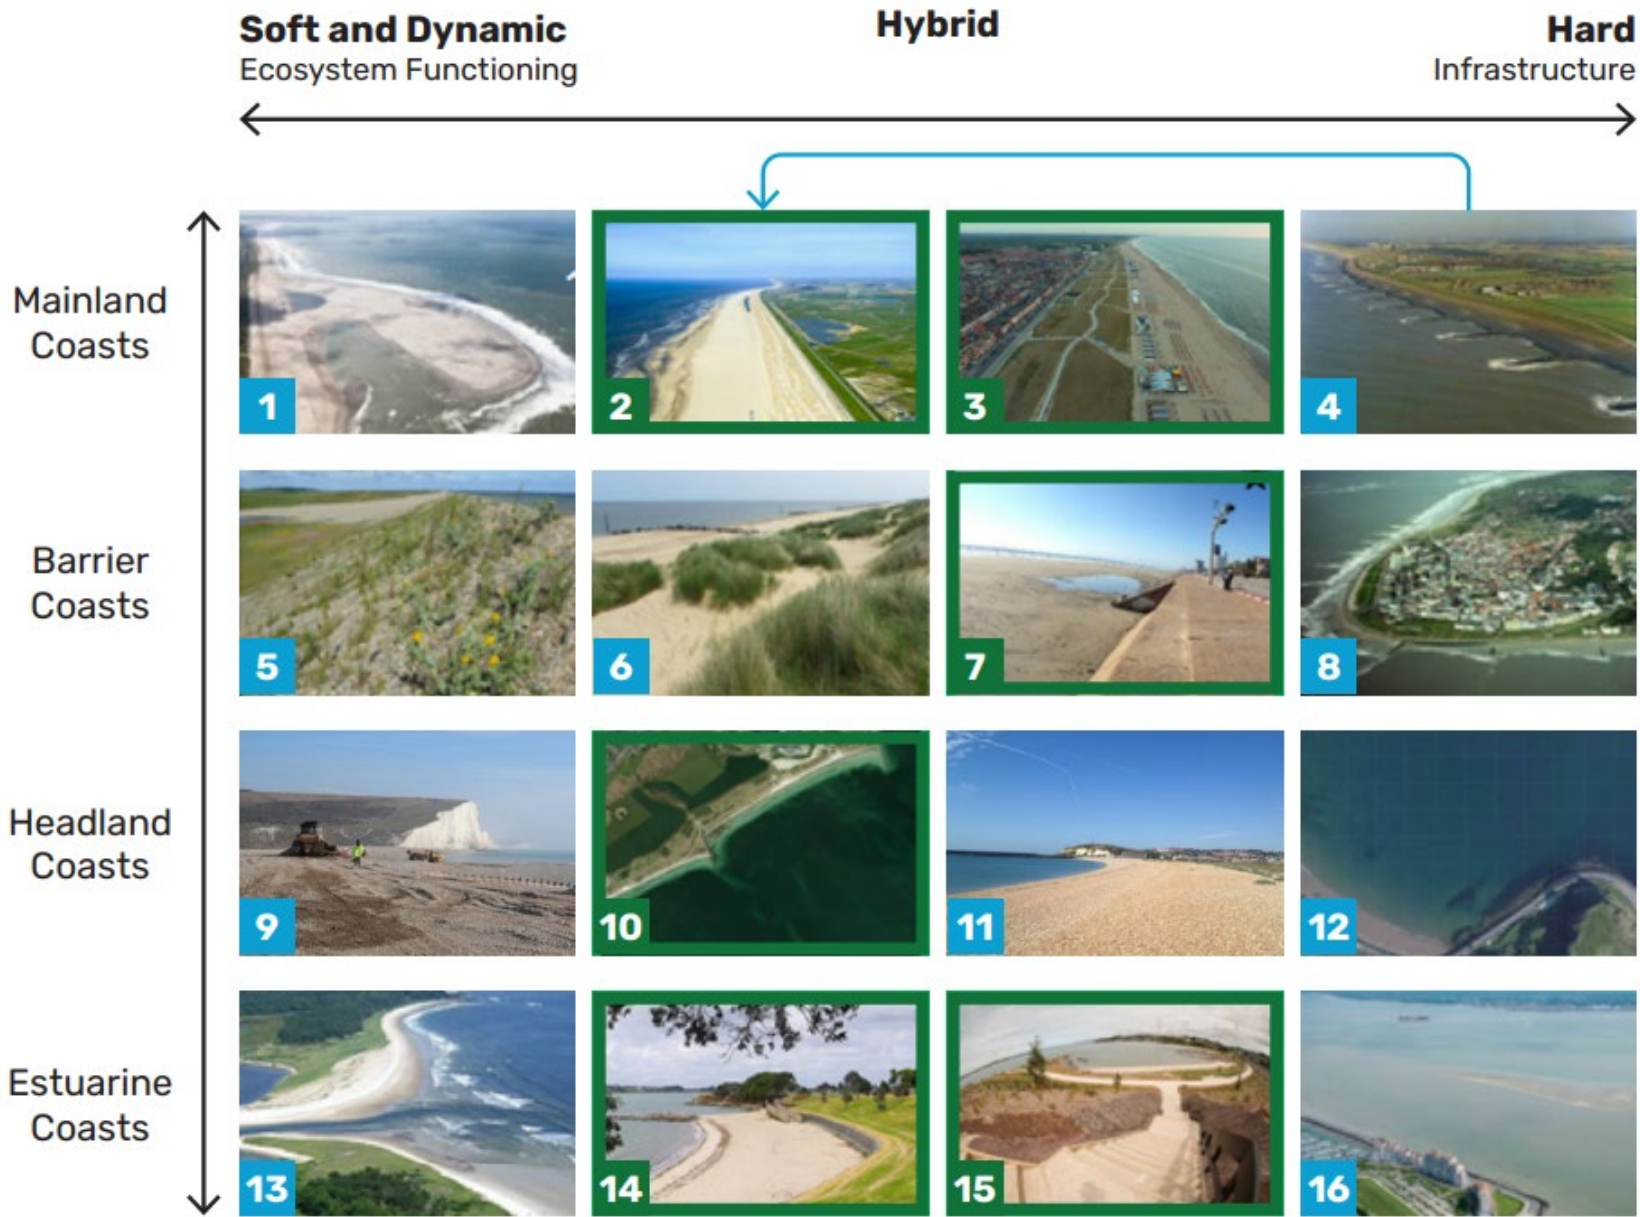 Soft and Dynamic
Ecosystem Functioning
Hybrid
Hard
Infrastructure
Mainland
Coasts
1
2
3
4
Barrier
Coasts
5
6
7
8
Headland
Coasts
9
10
11
12
Estuarine
Coasts
13
14
15
16